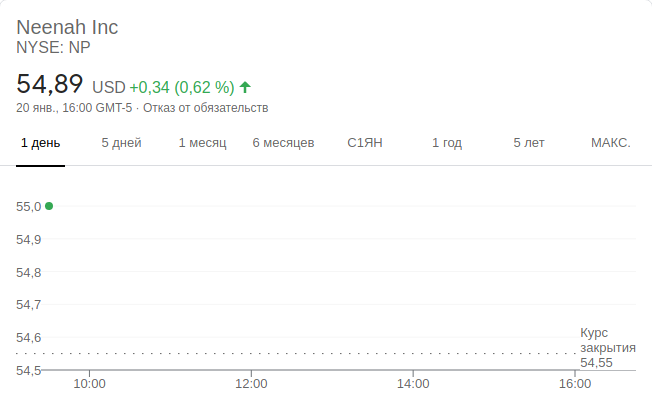 Neenah Inc
NYSE: NP
54,89 USD +0,34 (0,62 %)
20 янв., 16:00 GMT-5 · Отказ от обязательств
1 день 5 дней 1 месяц 6 месяцев С1ЯН 1 год 5 лет МАКС.
55,0
54,9
54,8
54,7
54,6
54,5
Курс
закрытия
54,55
10:00 12:00 14:00 16:00